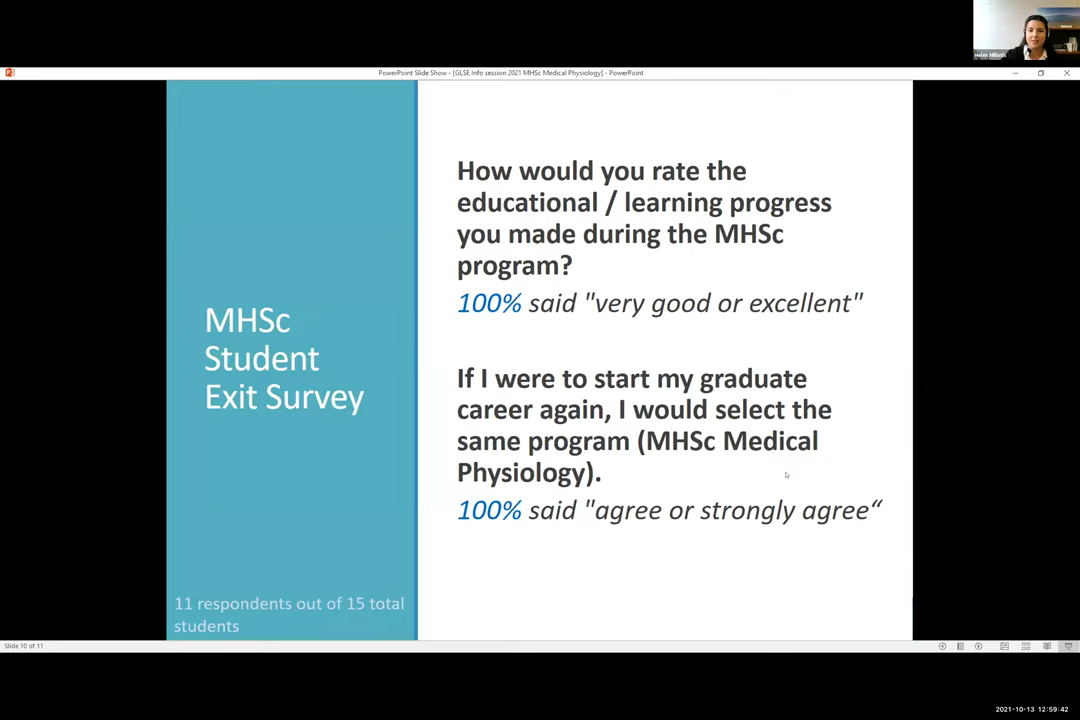 Helen Miliotis
PowerPoint Slide Show - [GLSE Info session 2021 MHSc Medical Physiology] - PowerPoint
MHSc
Student
Exit Survey
11 respondents out of 15 total
students
How would you rate the
educational / learning progress
you made during the MHSc
program?
100% said "very good or excellent"
If I were to start my graduate
career again, I would select the
same program (MHSc Medical
Physiology).
100% said "agree or strongly agree“
Slide 10 of 11
2021-10-13 12:59:42